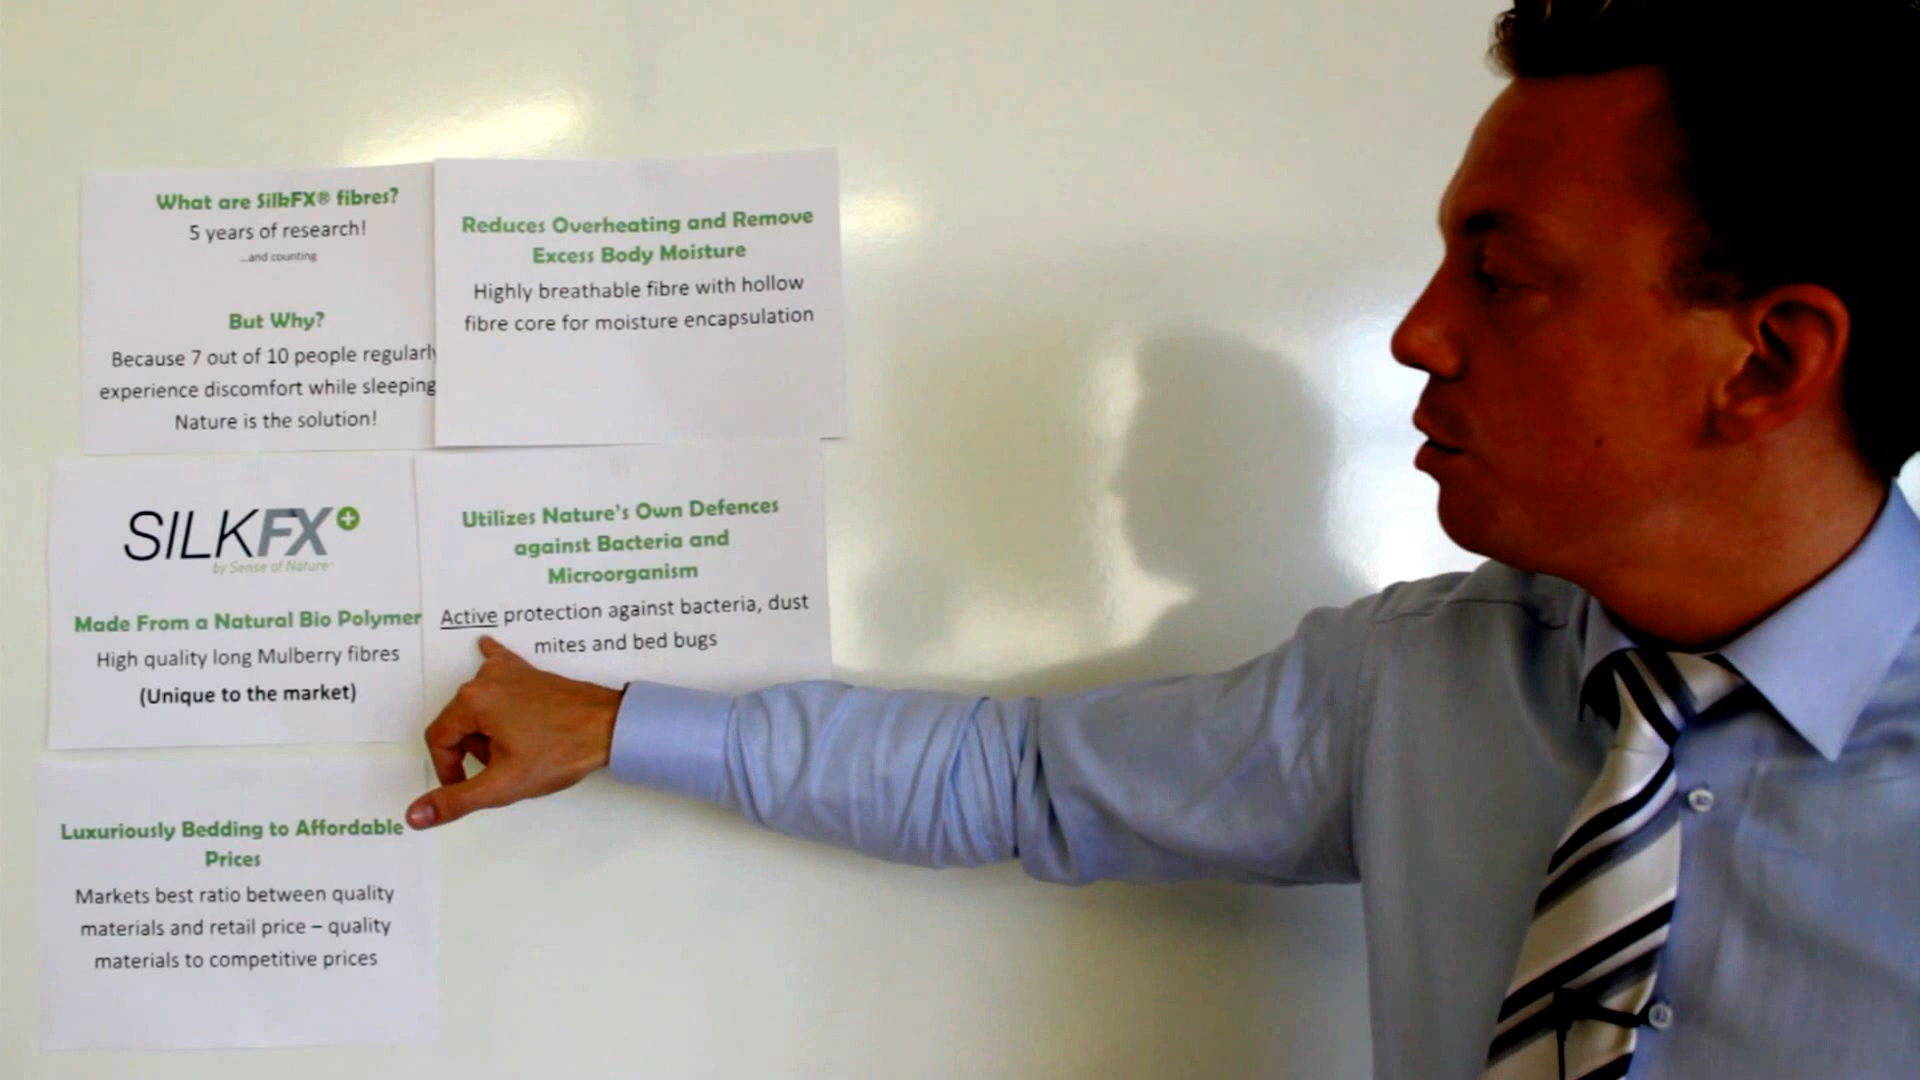 What are SilkFX® fibres?
5 years of research!
...and counting
But Why?
Because 7 out of 10 people regularly
experience discomfort while sleeping
Nature is the solution!
Reduces Overheating and Remove
Excess Body Moisture
Highly breathable fibre with hollow
fibre core for moisture encapsulation
SILKFX+
by Sense of Nature™
Made From a Natural Bio Polymer
High quality long Mulberry fibres
(Unique to the market)
Utilizes Nature's Own Defences
against Bacteria and
Microorganism
Active protection against bacteria, dust
mites and bed bugs
Luxuriously Bedding to Affordable
Prices
Markets best ratio between quality
materials and retail price – quality
materials to competitive prices